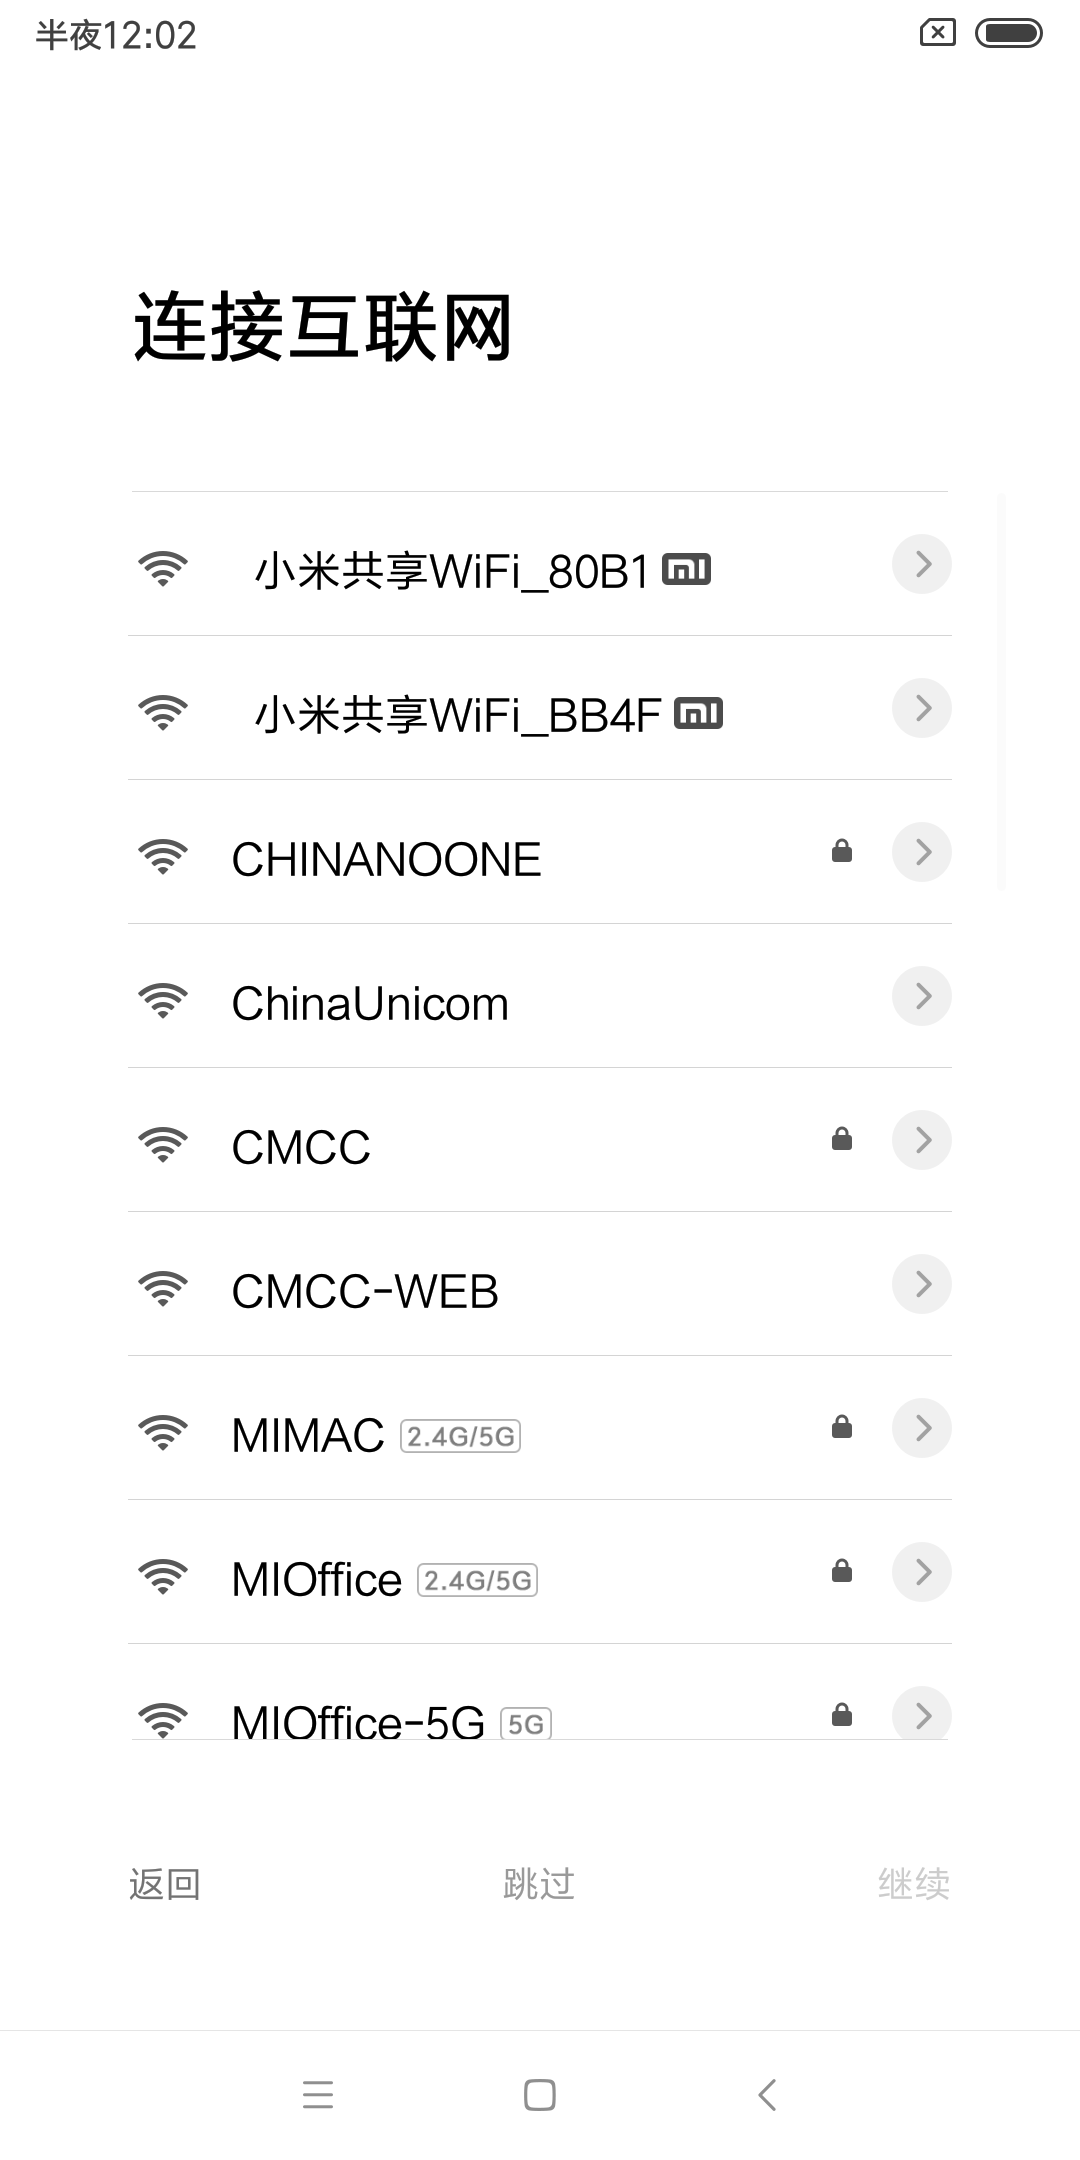 半夜12:02
连接互联网
小米共享WiFi_80B1
小米共享WiFi_BB4F
CHINANOONE
ChinaUnicom
CMCC
CMCC-WEB
MIMAC 2.4G/5G
MIOffice 2.4G/5G
MIOffice-5G 5G
返回 跳过 继续